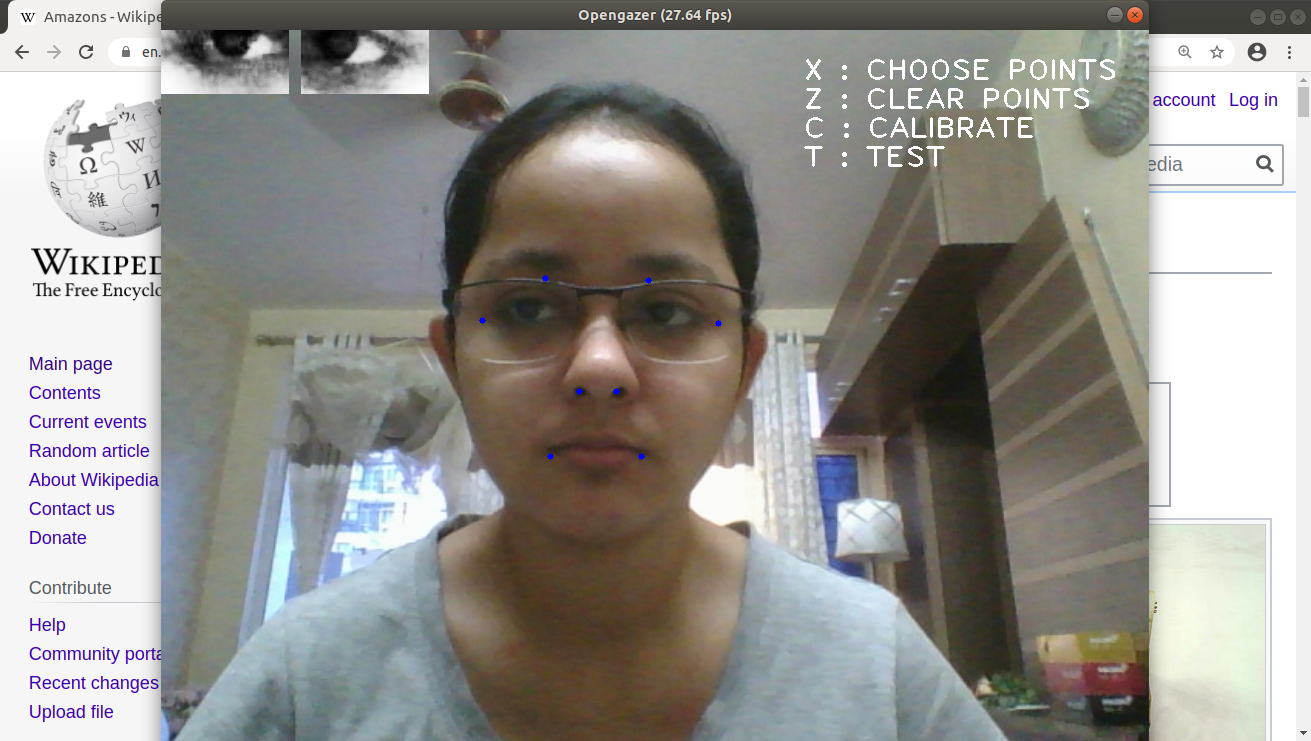 Amazons - Wikipe
Opengazer (27.64 fps)
en.
X : CHOOSE POINTS
Z : CLEAR POINTS
C : CALIBRATE
T : TEST
account Log in
edia
Ω
W
И
維
WIKIPED
The Free Encyclo
Main page
Contents
Current events
Random article
About Wikipedia
Contact us
Donate
Contribute
Help
Community porta
Recent changes
Upload file